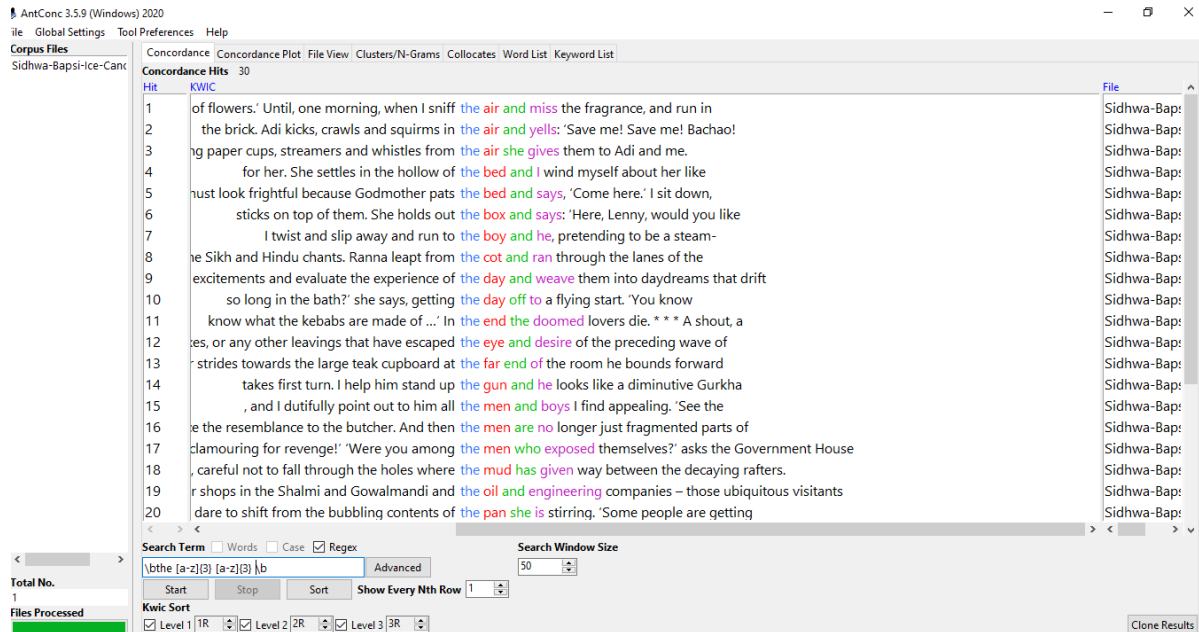 AntConc 3.5.9 (Windows) 2020
ile Global Settings Tool Preferences Help
Corpus Files
Sidhwa-Bapsi-Ice-Canc
Concordance Concordance Plot File View Clusters/N-Grams Collocates Word List Keyword List
Concordance Hits 30
Hit KWIC File
1 of flowers.’ Until, one morning, when I sniff the air and miss the fragrance, and run in Sidhwa-Baps
2 the brick. Adi kicks, crawls and squirms in the air and yells: ‘Save me! Save me! Bachao! Sidhwa-Baps
3 ng paper cups, streamers and whistles from the air she gives them to Adi and me. Sidhwa-Baps
4 for her. She settles in the hollow of the bed and I wind myself about her like Sidhwa-Baps
5 nust look frightful because Godmother pats the bed and says, ‘Come here.’ I sit down, Sidhwa-Baps
6 sticks on top of them. She holds out the box and says: ‘Here, Lenny, would you like Sidhwa-Baps
7 I twist and slip away and run to the boy and he, pretending to be a steam- Sidhwa-Baps
8 he Sikh and Hindu chants. Ranna leapt from the cot and ran through the lanes of the Sidhwa-Baps
9 excitements and evaluate the experience of the day and weave them into daydreams that drift Sidhwa-Baps
10 so long in the bath?’ she says, getting the day off to a flying start. ‘You know Sidhwa-Baps
11 know what the kebabs are made of ...’ In the end the doomed lovers die. * * * A shout, a Sidhwa-Baps
12 es, or any other leavings that have escaped the eye and desire of the preceding wave of Sidhwa-Baps
13 r strides towards the large teak cupboard at the far end of the room he bounds forward Sidhwa-Baps
14 takes first turn. I help him stand up the gun and he looks like a diminutive Gurkha Sidhwa-Baps
15 , and I dutifully point out to him all the men and boys I find appealing. ‘See the Sidhwa-Baps
16 e the resemblance to the butcher. And then the men are no longer just fragmented parts of Sidhwa-Baps
17 clamouring for revenge!’ ‘Were you among the men who exposed themselves?’ asks the Government House Sidhwa-Baps
18 , careful not to fall through the holes where the mud has given way between the decaying rafters. Sidhwa-Baps
19 r shops in the Shalmi and Gowalmandi and the oil and engineering companies – those ubiquitous visitants Sidhwa-Baps
20 dare to shift from the bubbling contents of the pan she is stirring. ‘Some people are getting Sidhwa-Baps
Search Term Words Case Regex Search Window Size
\bthe [a-z]{3} [a-z]{3} \b Advanced 50
Total No.
1
Start Stop Sort Show Every Nth Row 1
Files Processed
Kwic Sort
Level 1 1R Level 2 2R Level 3 3R Clone Results